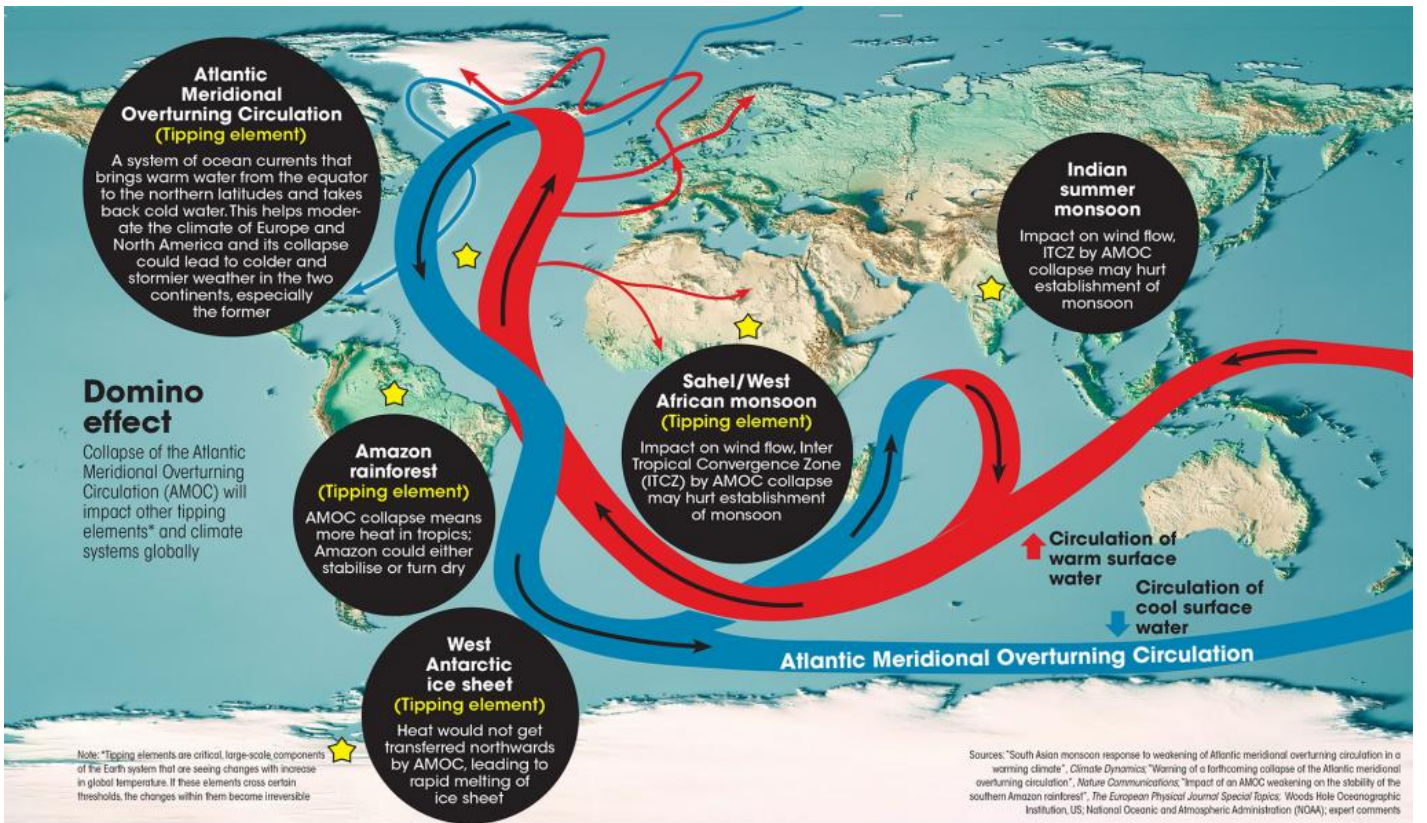 Atlantic
Meridional
Overturning Circulation
(Tipping element)
A system of ocean currents that
brings warm water from the equator
to the northern latitudes and takes
back cold water. This helps moder-
ate the climate of Europe and
North America and its collapse
could lead to colder and
stormier weather in the two
continents, especially
the former
Indian
summer
monsoon
Impact on wind flow,
ITCZ by AMOC
collapse may hurt
establishment of
monsoon
Domino
effect
Collapse of the Atlantic
Meridional Overturning
Circulation (AMOC) will
impact other tipping
elements* and climate
systems globally
Amazon
rainforest
(Tipping element)
AMOC collapse means
more heat in tropics;
Amazon could either
stabilise or turn dry
Sahel/West
African monsoon
(Tipping element)
Impact on wind flow, Inter
Tropical Convergence Zone
(ITCZ) by AMOC collapse
may hurt establishment
of monsoon
Circulation of
warm surface
water
Circulation of
cool surface
water
Atlantic Meridional Overturning Circulation
West
Antarctic
ice sheet
(Tipping element)
Heat would not get
transferred northwards
by AMOC, leading to
rapid melting of
ice sheet
Note: *Tipping elements are critical, large-scale components
of the Earth system that are seeing changes with increase
in global temperature. If these elements cross certain
thresholds, the changes within them become irreversible
Sources: "South Asian monsoon response to weakening of Atlantic meridional overturning circulation in a
warming climate", Climate Dynamics; "Warning of a forthcoming collapse of the Atlantic meridional
overturning circulation", Nature Communications; "Impact of an AMOC weakening on the stability of the
southern Amazon rainforest", The European Physical Journal Special Topics; Woods Hole Oceanographic
Institution, US; National Oceanic and Atmospheric Administration (NOAA); expert comments